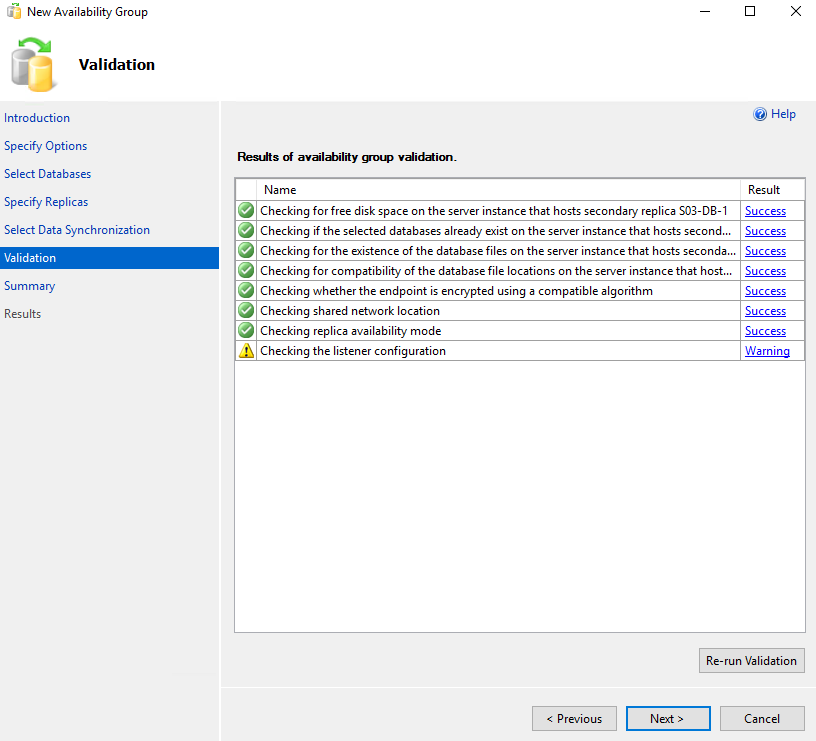 New Availability Group
Validation
Introduction
Specify Options
Select Databases
Specify Replicas
Select Data Synchronization
Validation
Summary
Results
Help
Results of availability group validation.
Name Result
Checking for free disk space on the server instance that hosts secondary replica S03-DB-1 Success
Checking if the selected databases already exist on the server instance that hosts second... Success
Checking for the existence of the database files on the server instance that hosts seconda... Success
Checking for compatibility of the database file locations on the server instance that host... Success
Checking whether the endpoint is encrypted using a compatible algorithm Success
Checking shared network location Success
Checking replica availability mode Success
Checking the listener configuration Warning
Re-run Validation
< Previous Next > Cancel